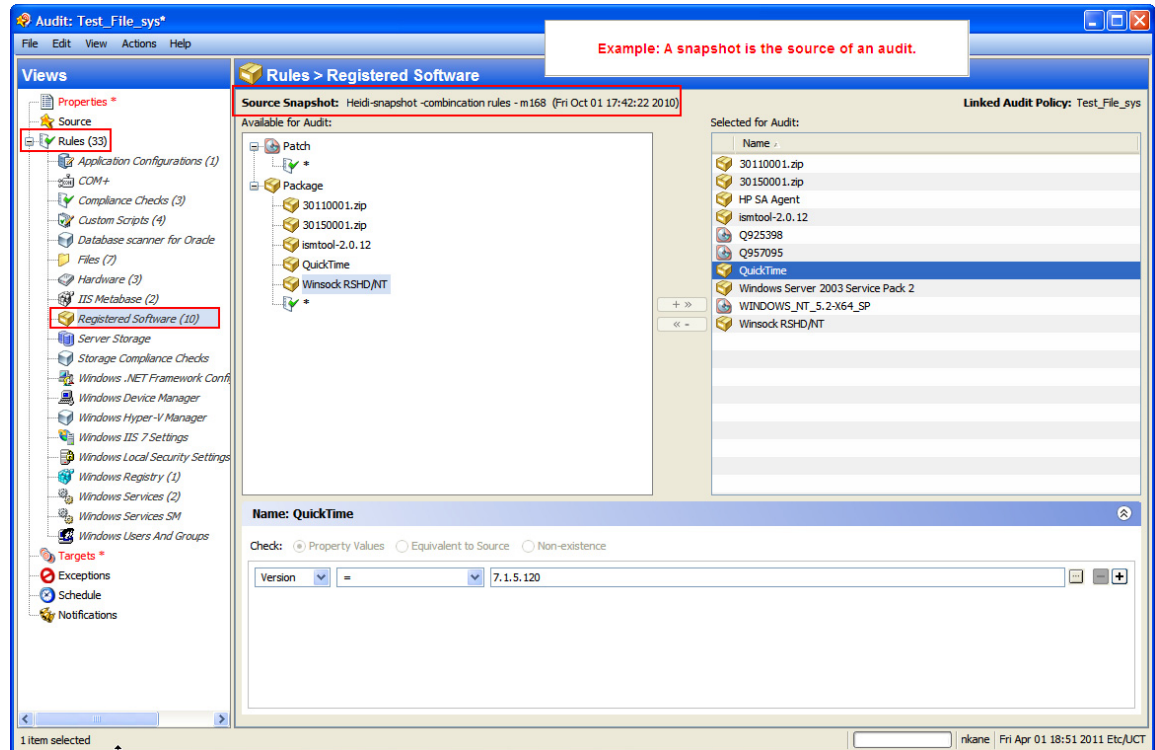 Audit: Test_File_sys*
File Edit View Actions Help
Example: A snapshot is the source of an audit.
Views
Properties *
Source
Rules (33)
Application Configurations (1)
COM+
Compliance Checks (3)
Custom Scripts (4)
Database scanner for Oracle
Files (7)
Hardware (3)
IIS Metabase (2)
Registered Software (10)
Server Storage
Storage Compliance Checks
Windows .NET Framework Confi
Windows Device Manager
Windows Hyper-V Manager
Windows IIS 7 Settings
Windows Local Security Settings
Windows Registry (1)
Windows Services (2)
Windows Services SM
Windows Users And Groups
Targets *
Exceptions
Schedule
Notifications
Rules > Registered Software
Source Snapshot: Heidi-snapshot -combincation rules - m168 (Fri Oct 01 17:42:22 2010)
Linked Audit Policy: Test_File_sys
Available for Audit:
Patch
*
Package
30110001.zip
30150001.zip
ismtool-2.0.12
QuickTime
Winsock RSHD/NT
*
+ »
« -
Selected for Audit:
Name
30110001.zip
30150001.zip
HP SA Agent
ismtool-2.0.12
Q925398
Q957095
QuickTime
Windows Server 2003 Service Pack 2
WINDOWS_NT_5.2-X64_SP
Winsock RSHD/NT
Name: QuickTime
Check: Property Values Equivalent to Source Non-existence
Version = 7.1.5.120 ... - +
1 item selected
nkane Fri Apr 01 18:51 2011 Etc/UCT